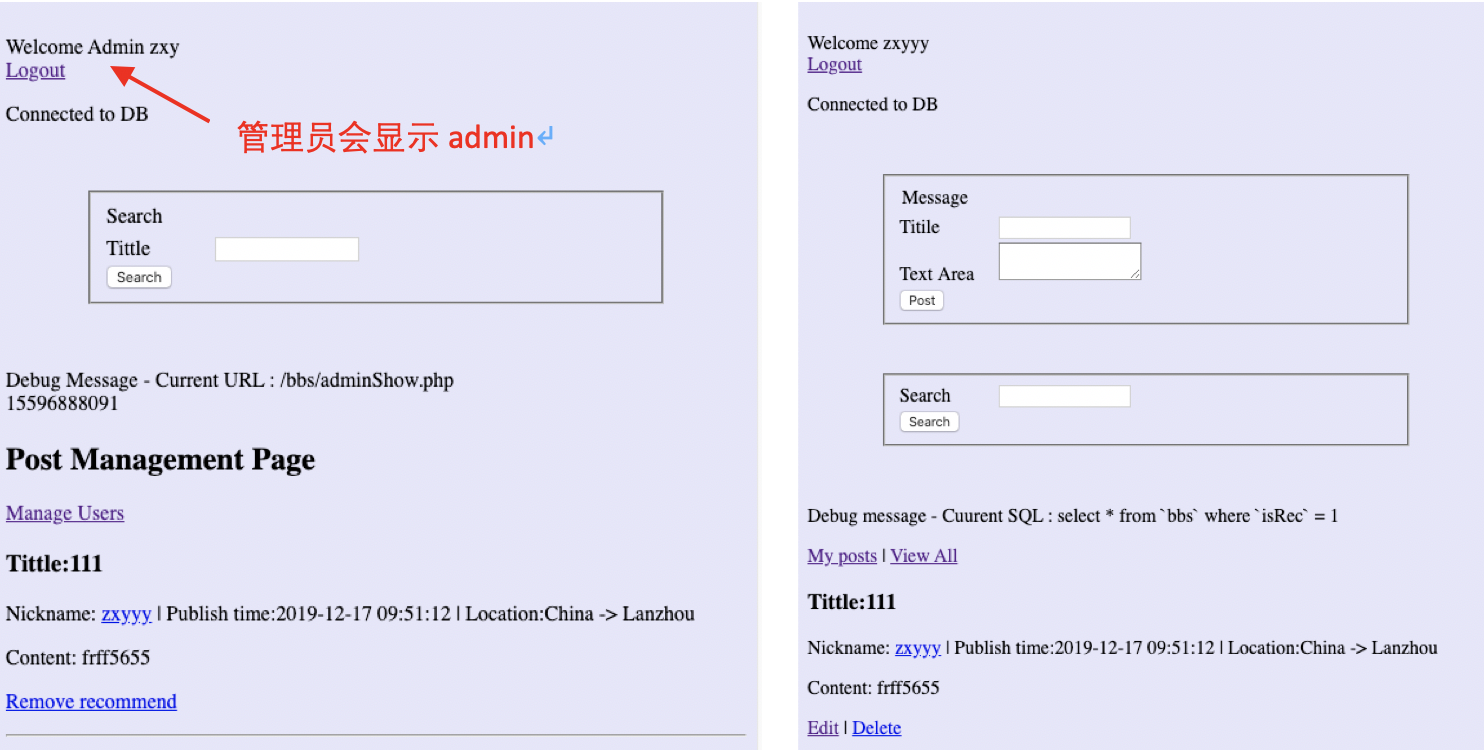 Welcome Admin zxy
Logout
管理员会显示 admin↵
Connected to DB
Search
Tittle
Search
Debug Message - Current URL : /bbs/adminShow.php
15596888091
Post Management Page
Manage Users
Tittle:111
Nickname: zxyyy | Publish time:2019-12-17 09:51:12 | Location:China -> Lanzhou
Content: frff5655
Remove recommend
Welcome zxyyy
Logout
Connected to DB
Message
Titile
Text Area
Post
Search
Search
Debug message - Cuurent SQL : select * from `bbs` where `isRec` = 1
My posts | View All
Tittle:111
Nickname: zxyyy | Publish time:2019-12-17 09:51:12 | Location:China -> Lanzhou
Content: frff5655
Edit | Delete